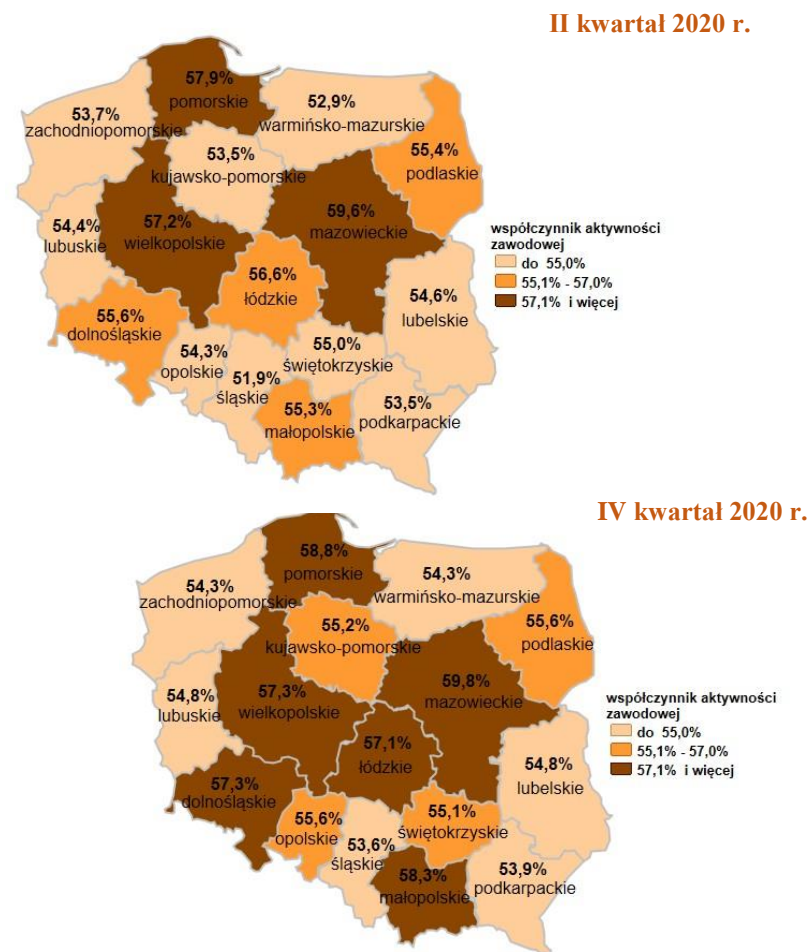 II kwartał 2020 r.
57,9%
pomorskie
53,7%
zachodniopomorskie
52,9%
warmińsko-mazurskie
53,5%
kujawsko-pomorskie
55,4%
podlaskie
54,4%
lubuskie
57,2%
wielkopolskie
59,6%
mazowieckie
współczynnik aktywności
zawodowej
do 55,0%
55,1% - 57,0%
57,1% i więcej
56,6%
łódzkie
54,6%
lubelskie
55,6%
dolnośląskie
54,3%
opolskie
51,9%
śląskie
55,0%
świętokrzyskie
55,3%
małopolskie
53,5%
podkarpackie
IV kwartał 2020 r.
58,8%
pomorskie
54,3%
zachodniopomorskie
54,3%
warmińsko-mazurskie
55,2%
kujawsko-pomorskie
55,6%
podlaskie
54,8%
lubuskie
57,3%
wielkopolskie
59,8%
mazowieckie
współczynnik aktywności
zawodowej
do 55,0%
55,1% - 57,0%
57,1% i więcej
57,1%
łódzkie
54,8%
lubelskie
57,3%
dolnośląskie
55,6%
opolskie
53,6%
śląskie
55,1%
świętokrzyskie
58,3%
małopolskie
53,9%
podkarpackie